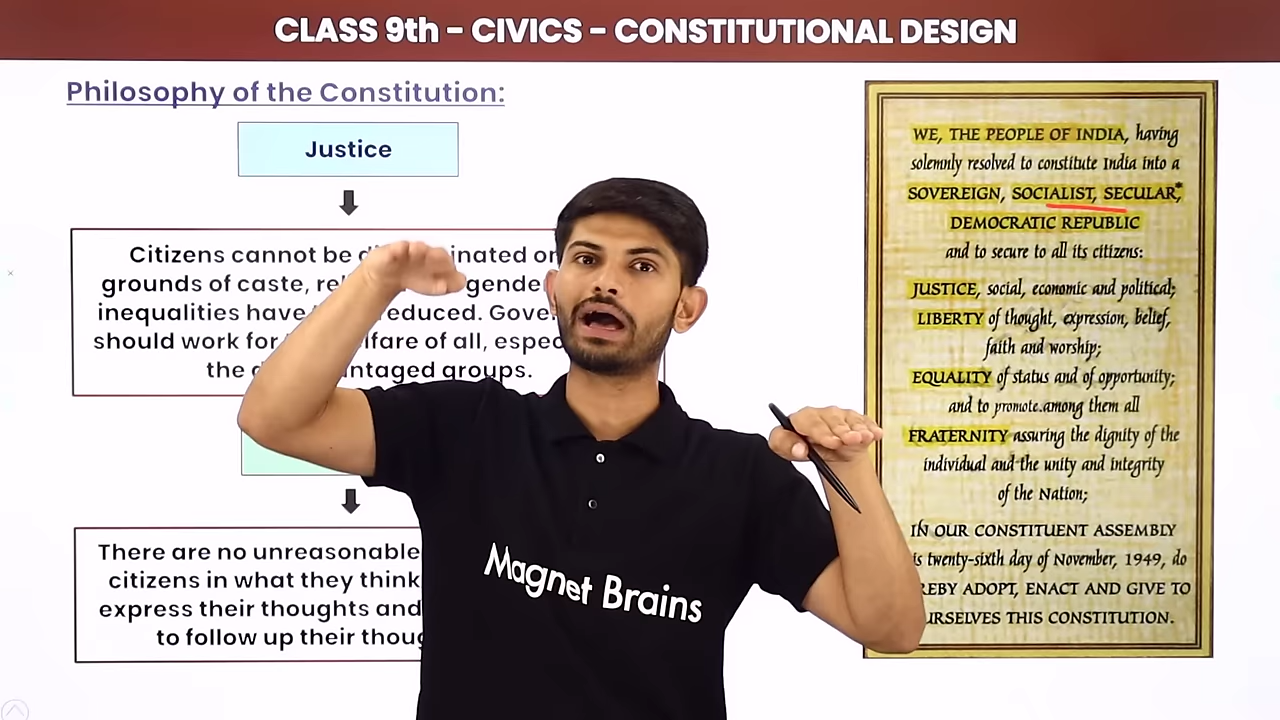 CLASS 9th - CIVICS - CONSTITUTIONAL DESIGN
Philosophy of the Constitution:
Justice
Citizens cannot be on
grounds of caste,
inequalities have reduced.
should work for of all,
the groups.
There are no unreasonable
citizens in what they think
express their thoughts and
to follow up their
WE, THE PEOPLE OF INDIA, having
solemnly resolved to constitute India into a
SOVEREIGN, SOCIALIST, SECULAR,*
DEMOCRATIC REPUBLIC
and to secure to all its citizens:
JUSTICE, social, economic and political;
LIBERTY of thought, expression, belief,
faith and worship;
EQUALITY of status and of opportunity;
and to promote.among them all
FRATERNITY assuring the dignity of the
individual and the unity and integrity
of the Nation;
IN OUR CONSTITUENT ASSEMBLY
is twenty-sixth day of November, 1949, do
ADOPT, ENACT AND GIVE TO
THIS CONSTITUTION.
Magnet Brains